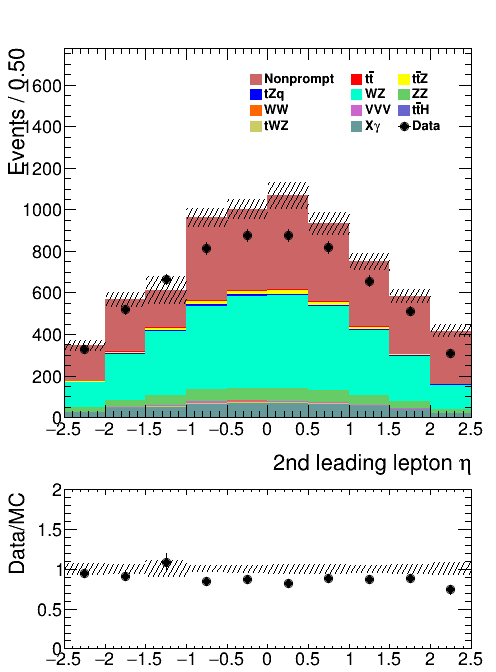 Events / 0.50
1600
1400
1200
1000
800
600
400
200
0
Nonprompt tt̄ tt̄Z
tZq WZ ZZ
WW VVV tt̄H
tWZ Xγ Data
−2.5 −2 −1.5 −1 −0.5 0 0.5 1 1.5 2 2.5
2nd leading lepton η
Data/MC
2
1.5
1
0.5
0
−2.5 −2 −1.5 −1 −0.5 0 0.5 1 1.5 2 2.5